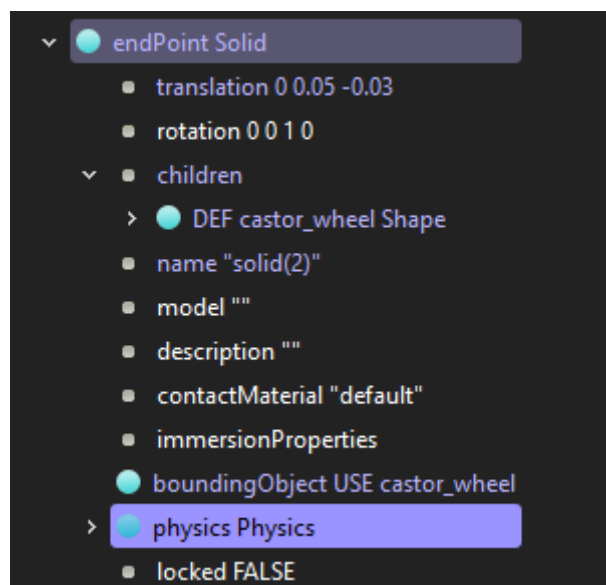 endPoint Solid
translation 0 0.05 -0.03
rotation 0 0 1 0
children
DEF castor_wheel Shape
name "solid(2)"
model ""
description ""
contactMaterial "default"
immersionProperties
boundingObject USE castor_wheel
physics Physics
locked FALSE